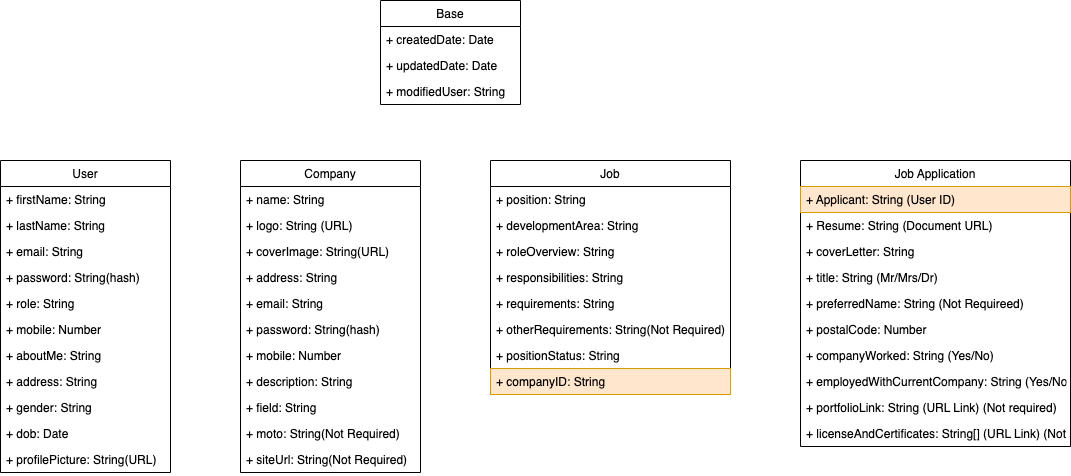 Base
+ createdDate: Date
+ updatedDate: Date
+ modifiedUser: String
User
+ firstName: String
+ lastName: String
+ email: String
+ password: String(hash)
+ role: String
+ mobile: Number
+ aboutMe: String
+ address: String
+ gender: String
+ dob: Date
+ profilePicture: String(URL)
Company
+ name: String
+ logo: String (URL)
+ coverImage: String(URL)
+ address: String
+ email: String
+ password: String(hash)
+ mobile: Number
+ description: String
+ field: String
+ moto: String(Not Required)
+ siteUrl: String(Not Required)
Job
+ position: String
+ developmentArea: String
+ roleOverview: String
+ responsibilities: String
+ requirements: String
+ otherRequirements: String(Not Required)
+ positionStatus: String
+ companyID: String
Job Application
+ Applicant: String (User ID)
+ Resume: String (Document URL)
+ coverLetter: String
+ title: String (Mr/Mrs/Dr)
+ preferredName: String (Not Requireed)
+ postalCode: Number
+ companyWorked: String (Yes/No)
+ employedWithCurrentCompany: String (Yes/No
+ portfolioLink: String (URL Link) (Not required)
+ licenseAndCertificates: String[] (URL Link) (Not